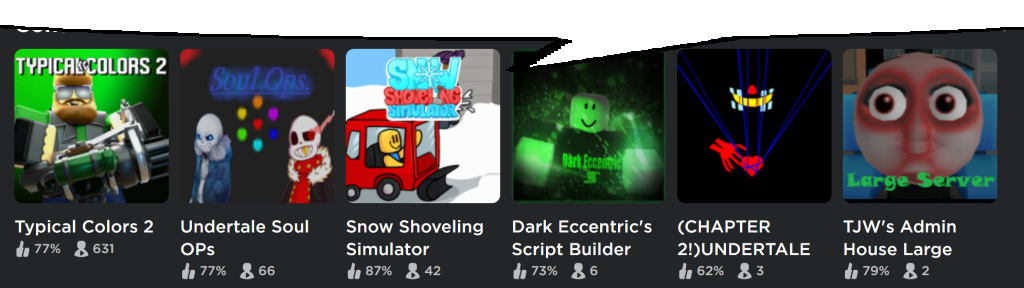 TYPICAL COLORS 2
Soul Ops.
SNOW
SHOVELING
SIMULATOR
Dark Eccentric
S
Large Server
Typical Colors 2
77% 631
Undertale Soul
OPs
77% 66
Snow Shoveling
Simulator
87% 42
Dark Eccentric's
Script Builder
73% 6
(CHAPTER
2!)UNDERTALE
62% 3
TJW's Admin
House Large
79% 2